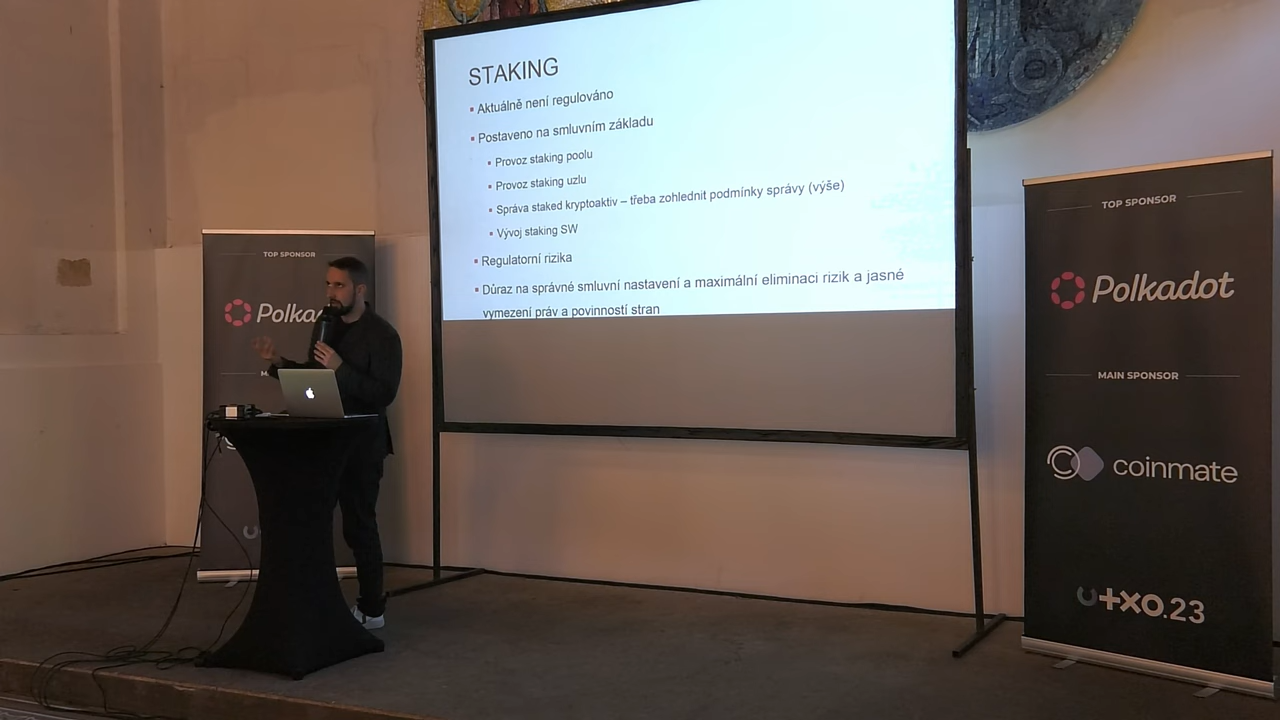 STAKING
▪ Aktuálně není regulováno
▪ Postaveno na smluvním základu
▪ Provoz staking poolu
▪ Provoz staking uzlu
▪ Správa staked kryptoaktiv – třeba zohlednit podmínky správy (výše)
▪ Vývoj staking SW
▪ Regulatorní rizika
▪ Důraz na správné smluvní nastavení a maximální eliminaci rizik a jasné
vymezení práv a povinností stran
TOP SPONSOR
Polka
TOP SPONSOR
Polkadot
MAIN SPONSOR
coinmate
U+XO.23